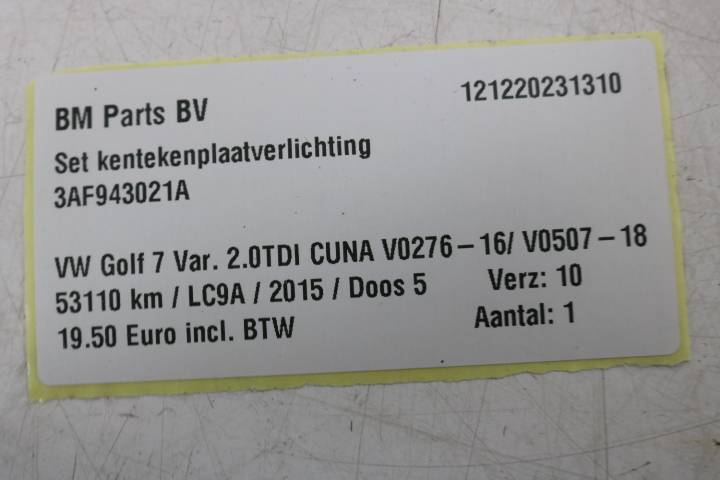 BM Parts BV 121220231310
Set kentekenplaatverlichting
3AF943021A
VW Golf 7 Var. 2.0TDI CUNA V0276-16/ V0507-18
53110 km / LC9A / 2015 / Doos 5 Verz: 10
19.50 Euro incl. BTW Aantal: 1